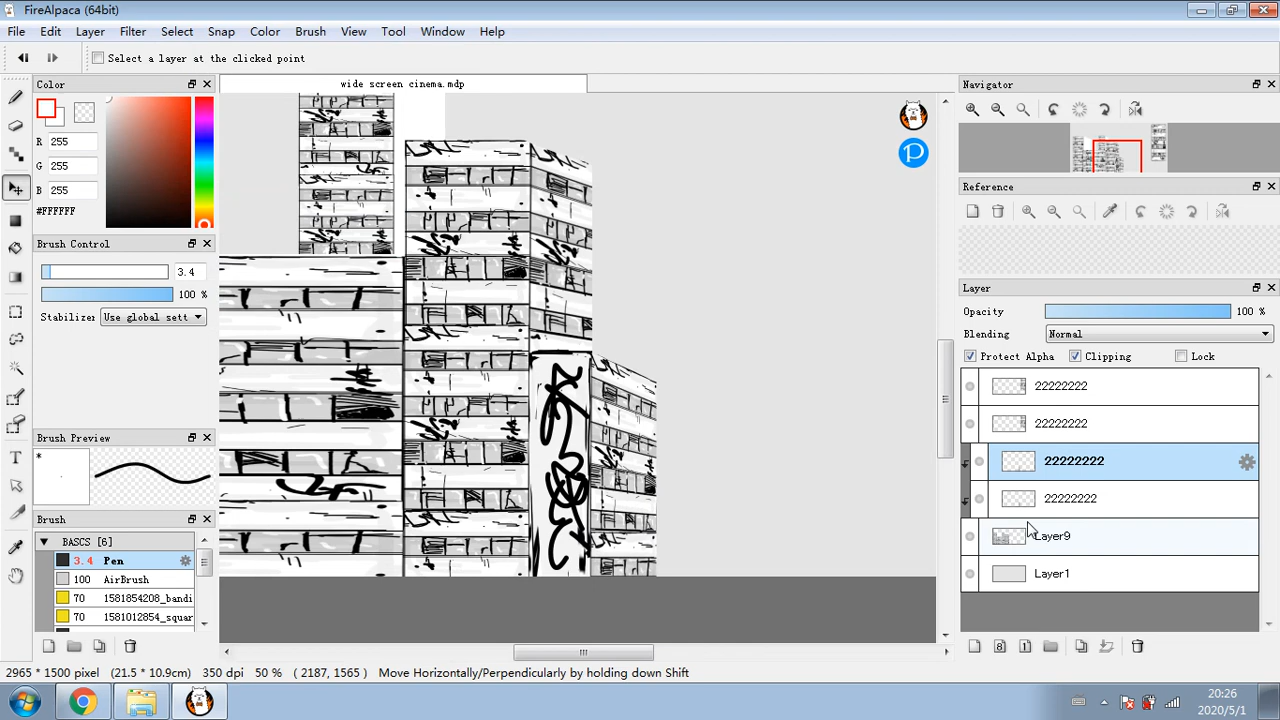 FireAlpaca (64bit)
File Edit Layer Filter Select Snap Color Brush View Tool Window Help
Select a layer at the clicked point
Color
R 255
G 255
B 255
#FFFFFF
Brush Control
3.4
100 %
Stabilizer Use global sett
Brush Preview
*
Brush
BASCS [6]
3.4 Pen
100 AirBrush
70 1581854208_bandi
70 1581012854_squar
wide screen cinema.mdp
P
Navigator
Reference
Layer
Opacity 100 %
Blending Normal
Protect Alpha Clipping Lock
22222222
22222222
22222222
22222222
Layer9
Layer1
2965 * 1500 pixel (21.5 * 10.9cm) 350 dpi 50 % ( 2187, 1565 ) Move Horizontally/Perpendicularly by holding down Shift
20:26
2020/5/1